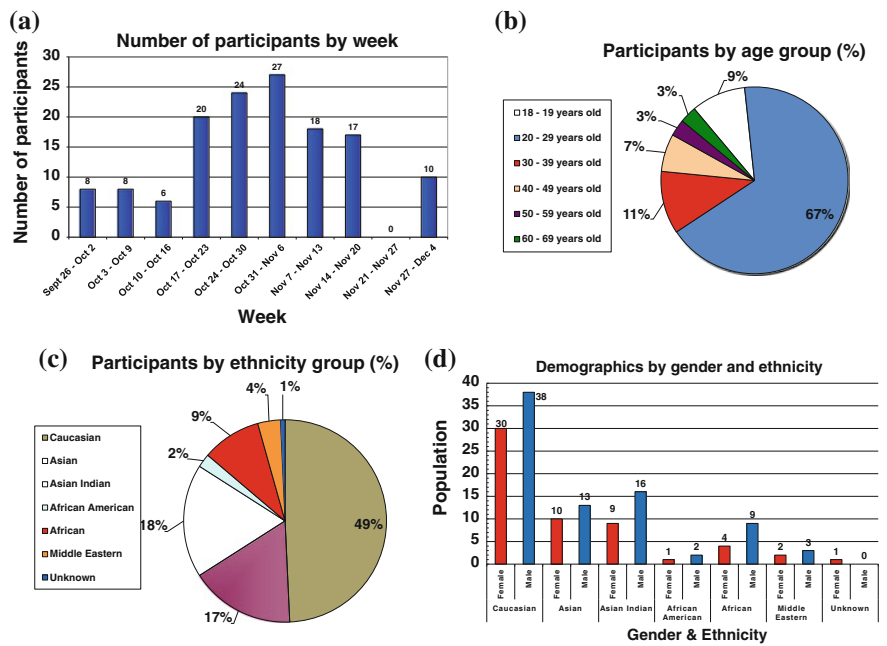 (a)
Number of participants by week
Number of participants
30
25
20
15
10
5
0
8
8
6
20
24
27
18
17
0
10
Sept 26 - Oct 2
Oct 3 - Oct 9
Oct 10 - Oct 16
Oct 17 - Oct 23
Oct 24 - Oct 30
Oct 31 - Nov 6
Nov 7 - Nov 13
Nov 14 - Nov 20
Nov 21 - Nov 27
Nov 27 - Dec 4
Week
(b)
Participants by age group (%)
18 - 19 years old
20 - 29 years old
30 - 39 years old
40 - 49 years old
50 - 59 years old
60 - 69 years old
9%
3%
3%
7%
11%
67%
(c)
Participants by ethnicity group (%)
Caucasian
Asian
Asian Indian
African American
African
Middle Eastern
Unknown
1%
4%
9%
2%
18%
17%
49%
(d)
Demographics by gender and ethnicity
Population
40
35
30
25
20
15
10
5
0
30
38
10
13
9
16
1
2
4
9
2
3
1
0
Female
Male
Female
Male
Female
Male
Female
Male
Female
Male
Female
Male
Female
Male
Caucasian
Asian
Asian Indian
African
American
African
Middle
Eastern
Unknown
Gender & Ethnicity